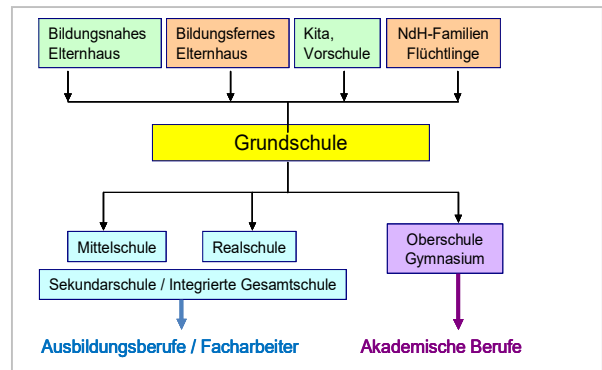 Bildungsnahes
Elternhaus
Bildungsfernes
Elternhaus
Kita,
Vorschule
NdH-Familien
Flüchtlinge
Grundschule
Mittelschule
Realschule
Oberschule
Gymnasium
Sekundarschule / Integrierte Gesamtschule
Ausbildungsberufe / Facharbeiter
Akademische Berufe